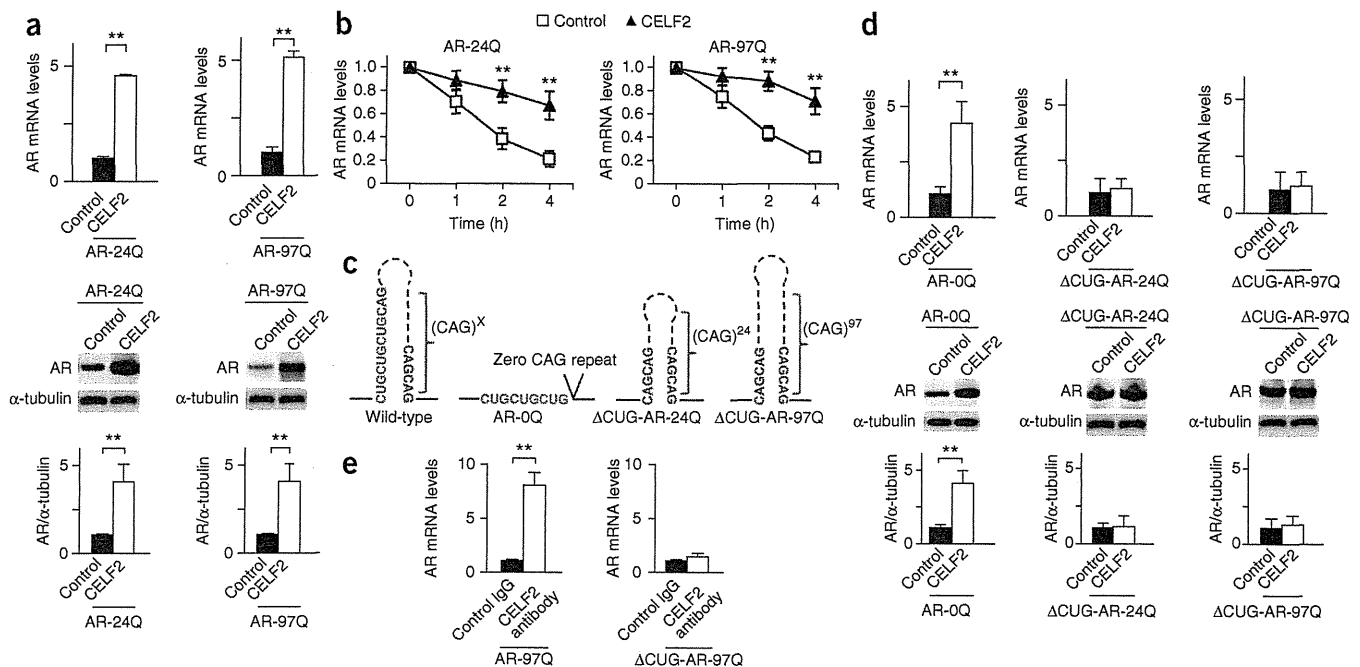 a
**
5
0
AR mRNA levels
Control
CELF2
AR-24Q
**
5
0
AR mRNA levels
Control
CELF2
AR-97Q
AR-24Q
Control
CELF2
AR
α-tubulin
AR-97Q
Control
CELF2
AR
α-tubulin
**
5
0
AR/α-tubulin
Control
CELF2
AR-24Q
**
5
0
AR/α-tubulin
Control
CELF2
AR-97Q
b
Control CELF2
AR-24Q
AR mRNA levels
1.0
0.8
0.6
0.4
0.2
0
** **
0 1 2 4
Time (h)
AR-97Q
AR mRNA levels
1.0
0.8
0.6
0.4
0.2
0
** **
0 1 2 4
Time (h)
c
CUGCUGCUGCAG
CAGCAG
(CAG)X
Wild-type
Zero CAG repeat
CUGCUGCUG
AR-0Q
CAGCAG
CAGCAG
(CAG)24
ΔCUG-AR-24Q
CAGCAG
CAGCAG
(CAG)97
ΔCUG-AR-97Q
d
**
5
0
AR mRNA levels
Control
CELF2
AR-0Q
5
0
AR mRNA levels
Control
CELF2
ΔCUG-AR-24Q
5
0
AR mRNA levels
Control
CELF2
ΔCUG-AR-97Q
AR-0Q
Control
CELF2
AR
α-tubulin
ΔCUG-AR-24Q
Control
CELF2
AR
α-tubulin
ΔCUG-AR-97Q
Control
CELF2
AR
α-tubulin
**
5
0
AR/α-tubulin
Control
CELF2
AR-0Q
5
0
AR/α-tubulin
Control
CELF2
ΔCUG-AR-24Q
5
0
AR/α-tubulin
Control
CELF2
ΔCUG-AR-97Q
e
**
10
5
0
AR mRNA levels
Control IgG
CELF2
antibody
AR-97Q
10
5
0
AR mRNA levels
Control IgG
CELF2
antibody
ΔCUG-AR-97Q